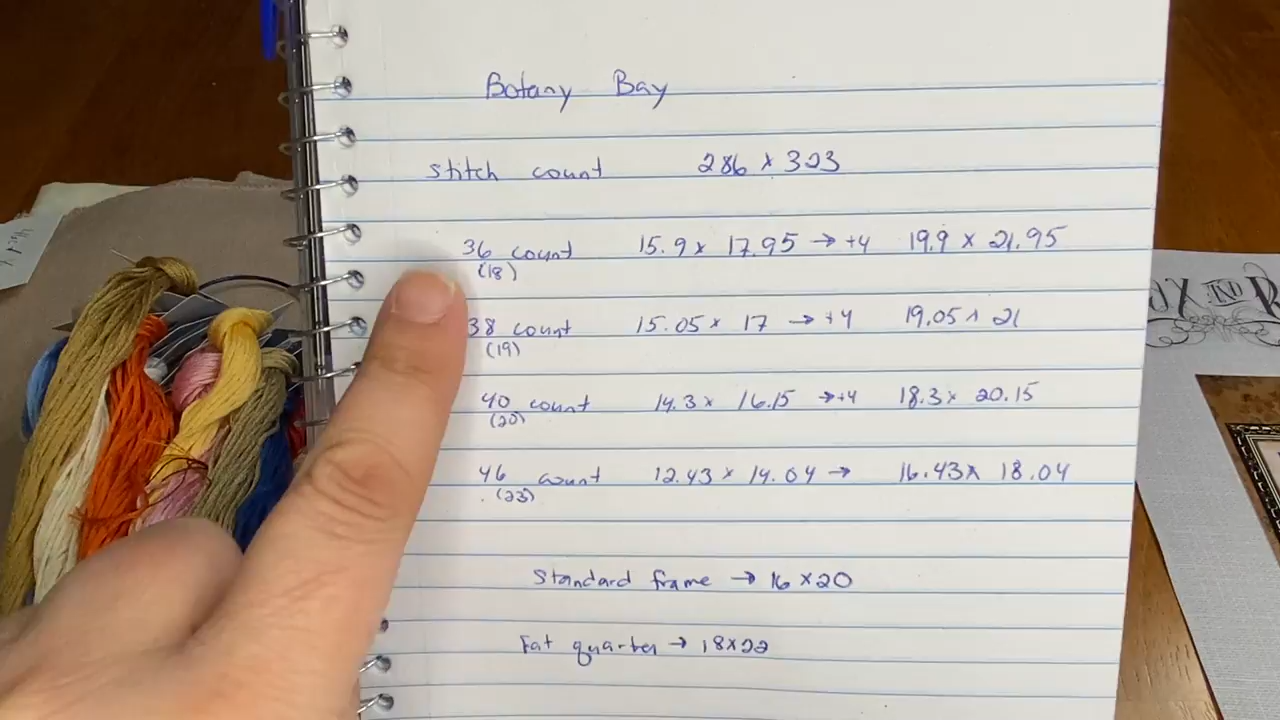 Botany Bay
stitch count 286 x 323
36 count 15.9 x 17.95 → +4 19.9 x 21.95
(18)
38 count 15.05 x 17 → +4 19.05 x 21
(19)
40 count 14.3 x 16.15 → +4 18.3 x 20.15
(20)
46 count 12.43 x 14.04 → 16.43 x 18.04
(23)
Standard frame → 16 x 20
Fat quarter → 18 x 22